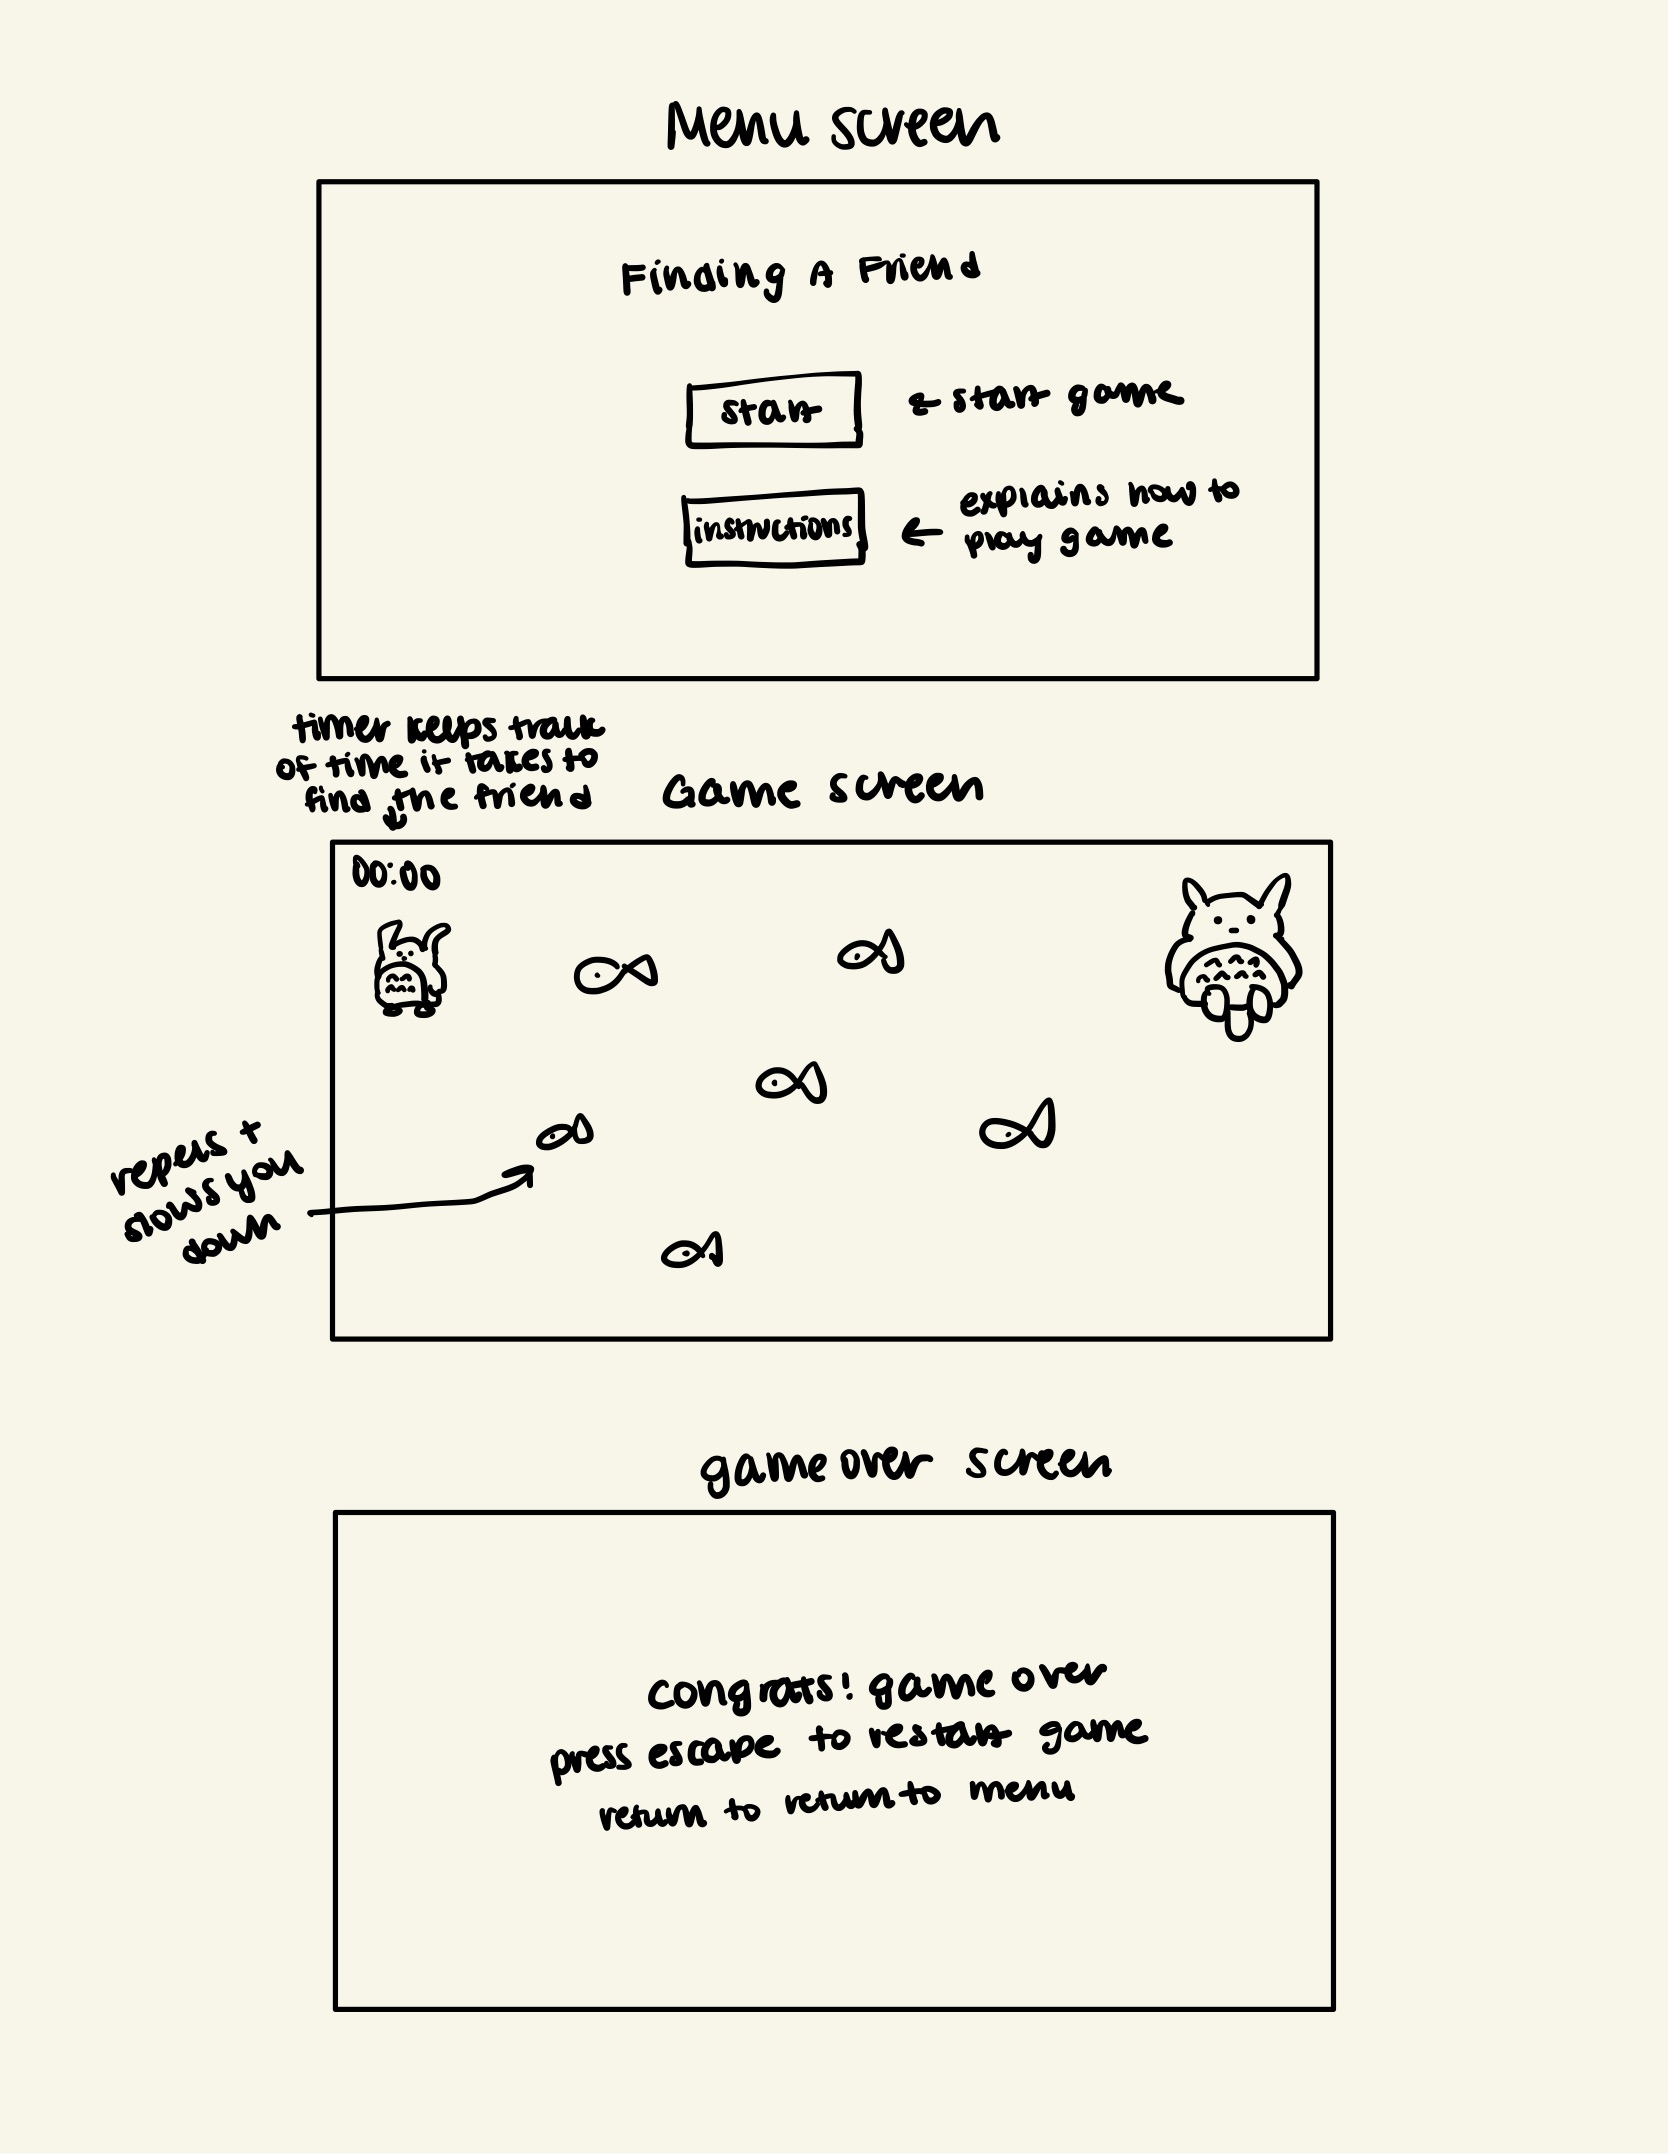 Menu screen
Finding A Friend
start
← start game
instructions
← explains how to
play game
timer keeps track
of time it takes to
find the friend
Game screen
00:00
repels +
slows you
down
game over screen
congrats! game over
press escape to restart game
return to return to menu